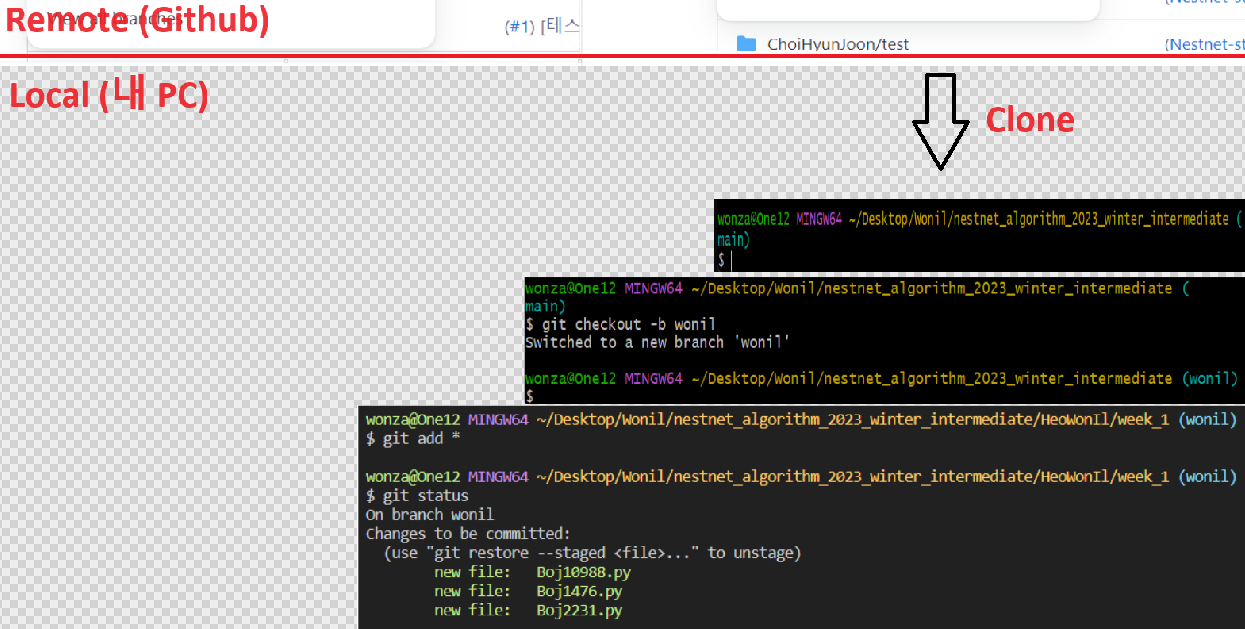 Remote (Github)
(#1) [테스
ChoiHyunJoon/test
(Nestnet-st
Local (내 PC)
Clone
wonza@One12 MINGW64 ~/Desktop/Wonil/nestnet_algorithm_2023_winter_intermediate (
main)
$
wonza@One12 MINGW64 ~/Desktop/Wonil/nestnet_algorithm_2023_winter_intermediate (
main)
$ git checkout -b wonil
Switched to a new branch 'wonil'
wonza@One12 MINGW64 ~/Desktop/Wonil/nestnet_algorithm_2023_winter_intermediate (wonil)
$
wonza@One12 MINGW64 ~/Desktop/Wonil/nestnet_algorithm_2023_winter_intermediate/HeoWonIl/week_1 (wonil)
$ git add *
wonza@One12 MINGW64 ~/Desktop/Wonil/nestnet_algorithm_2023_winter_intermediate/HeoWonIl/week_1 (wonil)
$ git status
On branch wonil
Changes to be committed:
(use "git restore --staged <file>..." to unstage)
new file: Boj10988.py
new file: Boj1476.py
new file: Boj2231.py